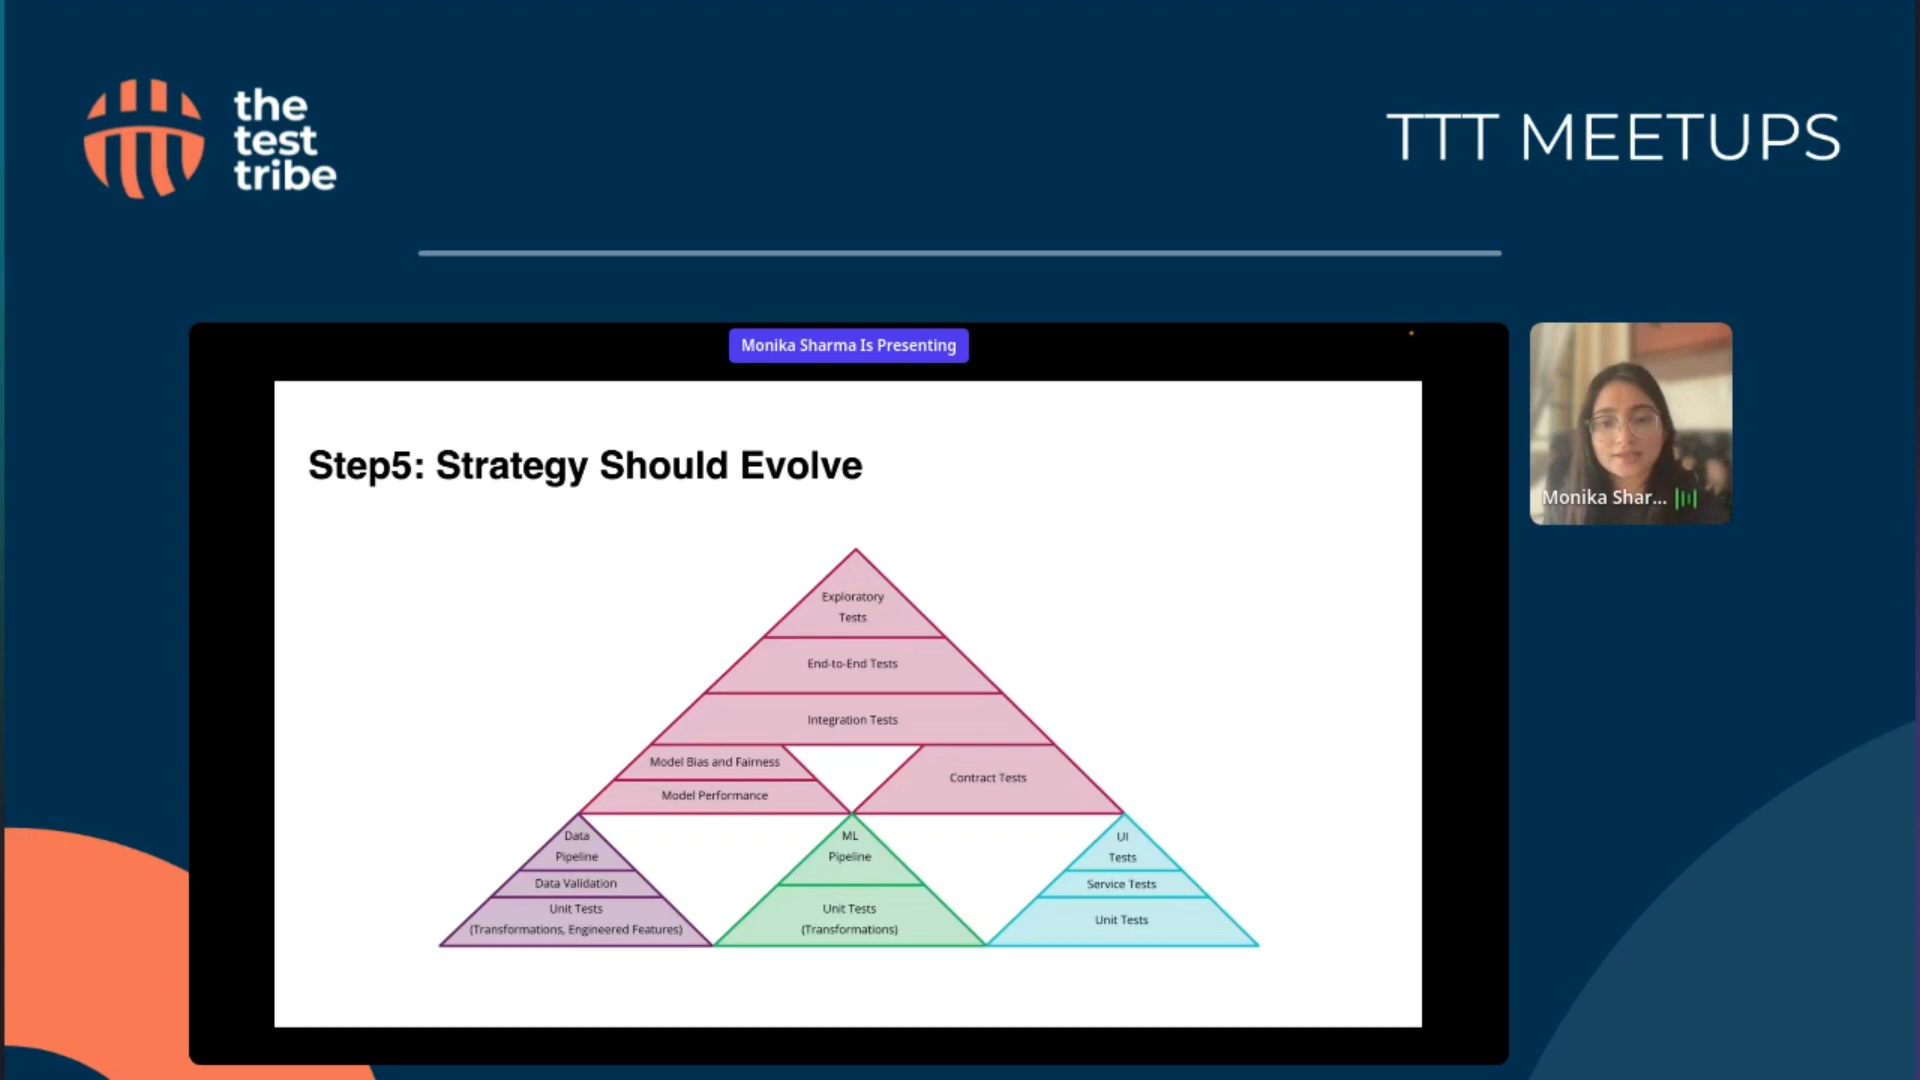 the
test
tribe
TTT MEETUPS
Monika Sharma Is Presenting
Monika Shar...
Step5: Strategy Should Evolve
Exploratory
Tests
End-to-End Tests
Integration Tests
Model Bias and Fairness
Model Performance
Contract Tests
Data
Pipeline
Data Validation
Unit Tests
(Transformations, Engineered Features)
ML
Pipeline
Unit Tests
(Transformations)
UI
Tests
Service Tests
Unit Tests